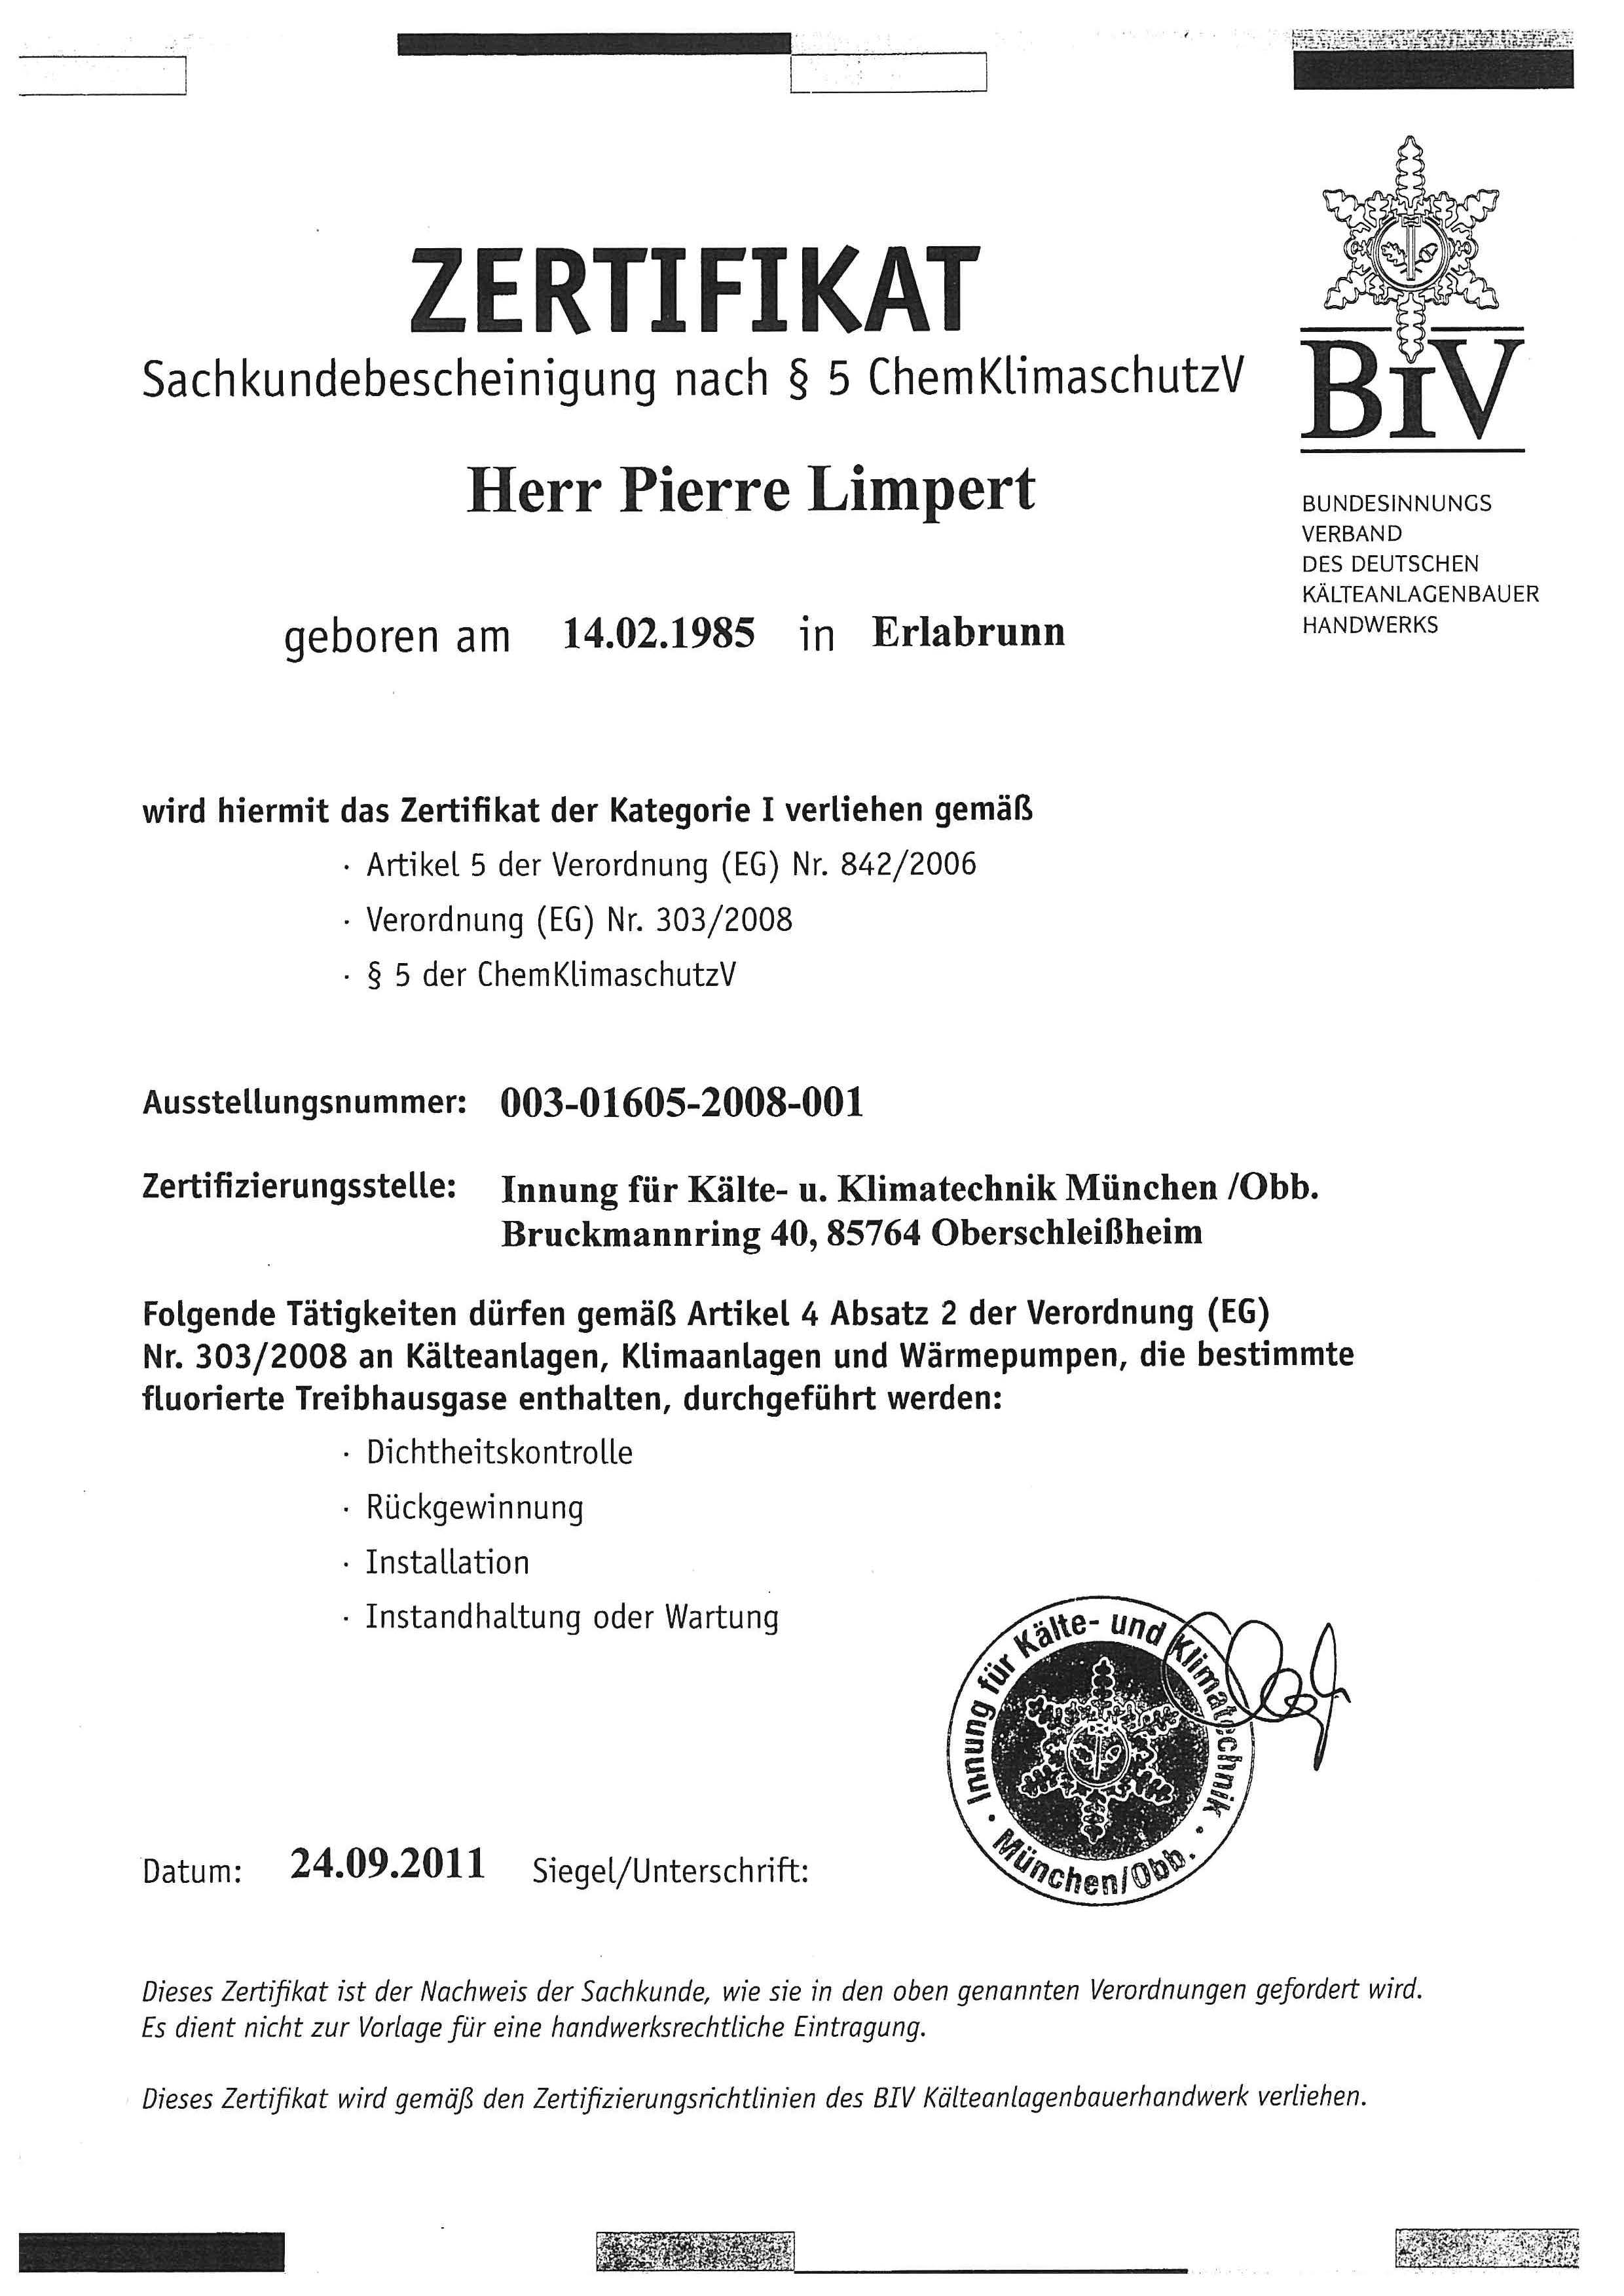 ZERTIFIKAT
Sachkundebescheinigung nach § 5 ChemKlimaschutzV
BIV
BUNDESINNUNGS
VERBAND
DES DEUTSCHEN
KÄLTEANLAGENBAUER
HANDWERKS
Herr Pierre Limpert
geboren am 14.02.1985 in Erlabrunn
wird hiermit das Zertifikat der Kategorie I verliehen gemäß
· Artikel 5 der Verordnung (EG) Nr. 842/2006
· Verordnung (EG) Nr. 303/2008
· § 5 der ChemKlimaschutzV
Ausstellungsnummer: 003-01605-2008-001
Zertifizierungsstelle: Innung für Kälte- u. Klimatechnik München /Obb.
Bruckmannring 40, 85764 Oberschleißheim
Folgende Tätigkeiten dürfen gemäß Artikel 4 Absatz 2 der Verordnung (EG)
Nr. 303/2008 an Kälteanlagen, Klimaanlagen und Wärmepumpen, die bestimmte
fluorierte Treibhausgase enthalten, durchgeführt werden:
· Dichtheitskontrolle
· Rückgewinnung
· Installation
· Instandhaltung oder Wartung
Innung für Kälte- und Klimatechnik
· München/Obb. ·
Datum: 24.09.2011 Siegel/Unterschrift:
Dieses Zertifikat ist der Nachweis der Sachkunde, wie sie in den oben genannten Verordnungen gefordert wird.
Es dient nicht zur Vorlage für eine handwerksrechtliche Eintragung.
Dieses Zertifikat wird gemäß den Zertifizierungsrichtlinien des BIV Kälteanlagenbauerhandwerk verliehen.